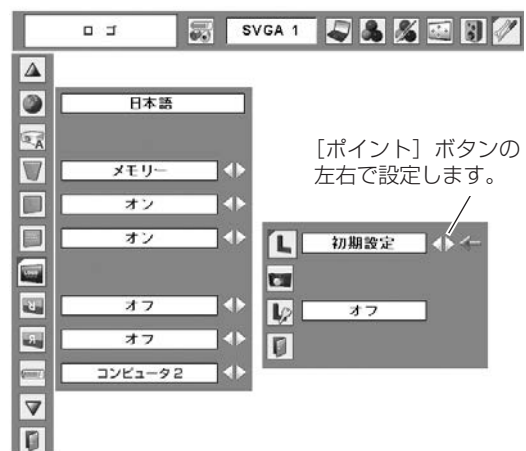 ロゴ
SVGA 1
日本語
メモリー
オン
オン
オフ
オフ
コンピュータ2
［ポイント］ボタンの
左右で設定します。
初期設定
オフ